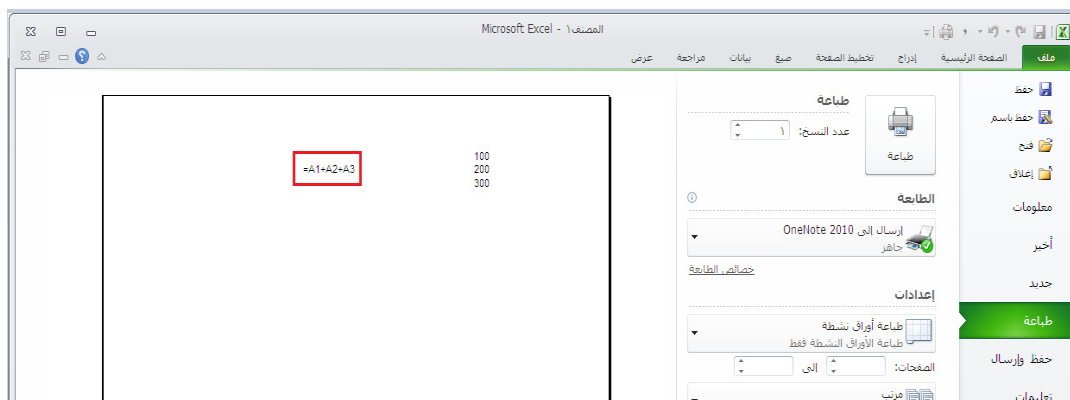 المصنف١ - Microsoft Excel
ملف الصفحة الرئيسية إدراج تخطيط الصفحة صيغ بيانات مراجعة عرض
حفظ
حفظ باسم
فتح
إغلاق
معلومات
أخير
جديد
طباعة
حفظ وإرسال
تعليمات
طباعة
عدد النسخ: ١
طباعة
الطابعة
إرسال إلى OneNote 2010
جاهز
خصائص الطابعة
إعدادات
طباعة أوراق نشطة
طباعة الأوراق النشطة فقط
الصفحات: إلى
مرتب
100
=A1+A2+A3 200
300